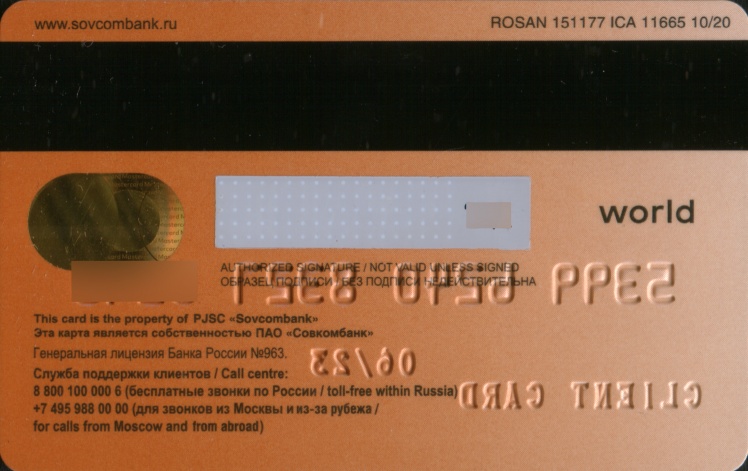 www.sovcombank.ru
ROSAN 151177 ICA 11665 10/20
world
AUTHORIZED SIGNATURE / NOT VALID UNLESS SIGNED
ОБРАЗЕЦ ПОДПИСИ / БЕЗ ПОДПИСИ НЕДЕЙСТВИТЕЛЬНА
This card is the property of PJSC «Sovcombank»
Эта карта является собственностью ПАО «Совкомбанк»
Генеральная лицензия Банка России №963.
06/23
Служба поддержки клиентов / Call centre:
8 800 100 000 6 (бесплатные звонки по России / toll-free within Russia)
CLIENT CARD
+7 495 988 00 00 (для звонков из Москвы и из-за рубежа /
for calls from Moscow and from abroad)